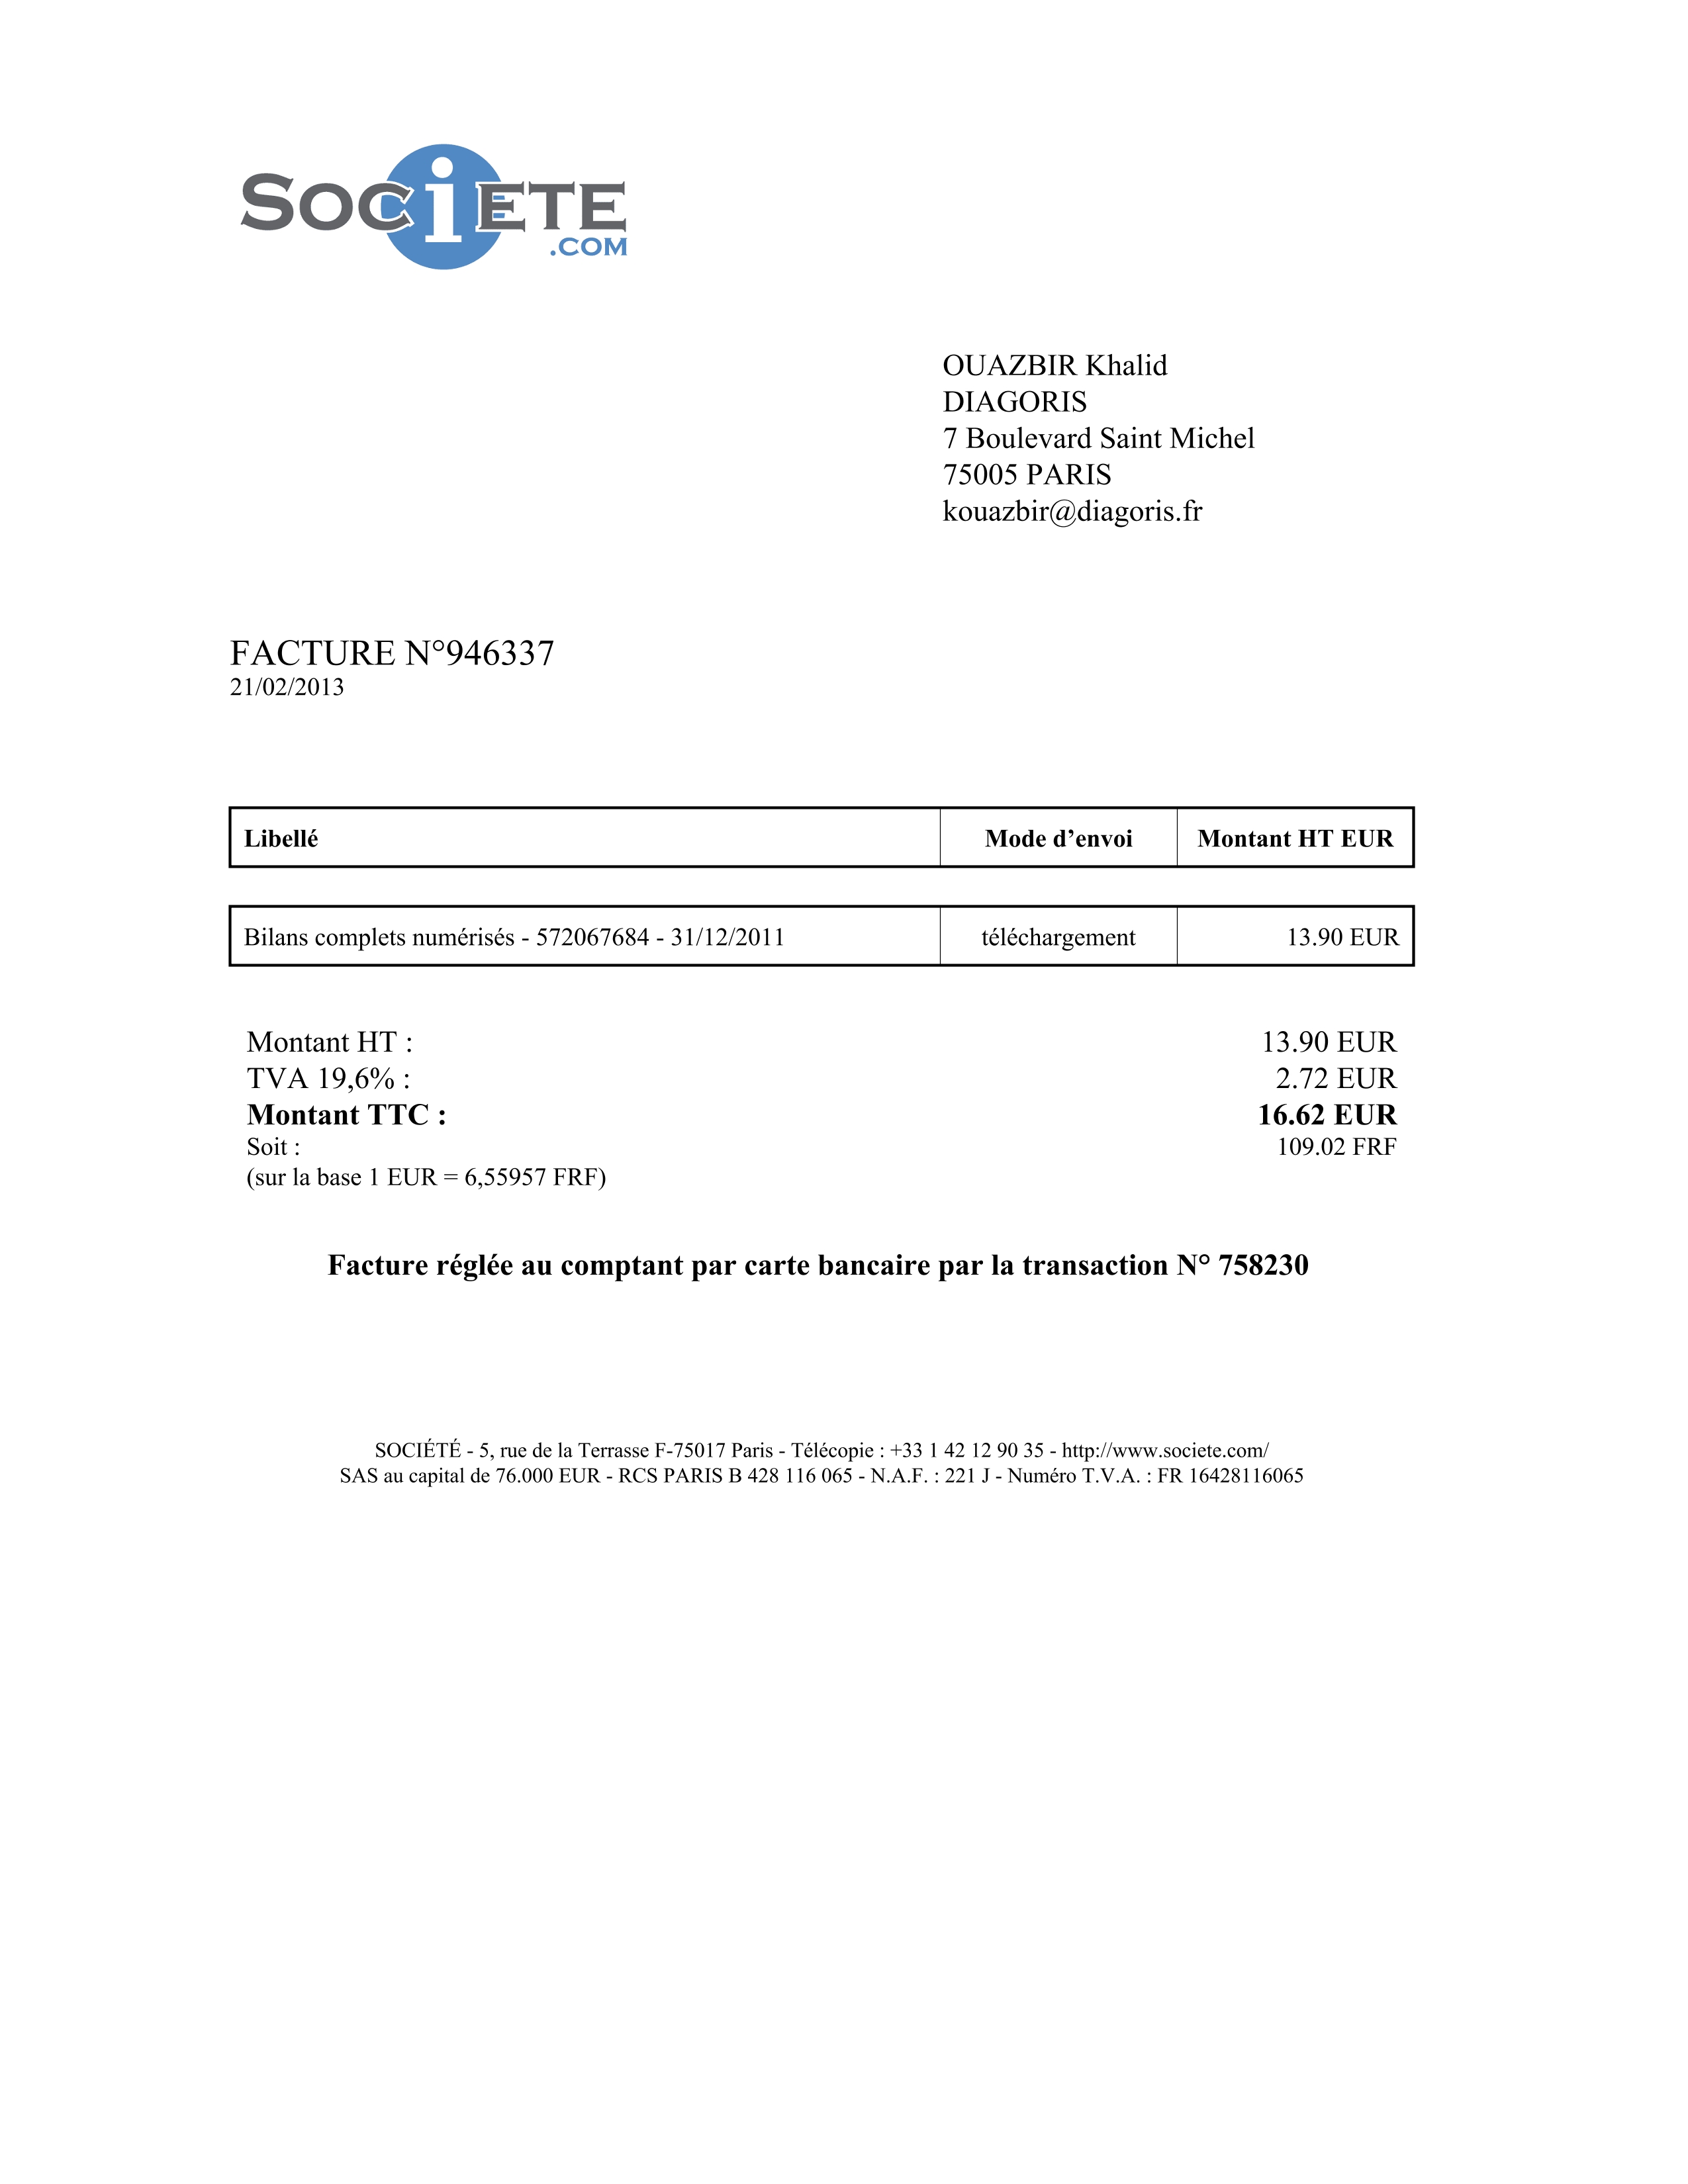 SOCiETE
.COM
OUAZBIR Khalid
DIAGORIS
7 Boulevard Saint Michel
75005 PARIS
kouazbir@diagoris.fr
FACTURE N°946337
21/02/2013
Libellé Mode d’envoi Montant HT EUR
Bilans complets numérisés - 572067684 - 31/12/2011 téléchargement 13.90 EUR
Montant HT : 13.90 EUR
TVA 19,6% : 2.72 EUR
Montant TTC : 16.62 EUR
Soit : 109.02 FRF
(sur la base 1 EUR = 6,55957 FRF)
Facture réglée au comptant par carte bancaire par la transaction N° 758230
SOCIÉTÉ - 5, rue de la Terrasse F-75017 Paris - Télécopie : +33 1 42 12 90 35 - http://www.societe.com/
SAS au capital de 76.000 EUR - RCS PARIS B 428 116 065 - N.A.F. : 221 J - Numéro T.V.A. : FR 16428116065